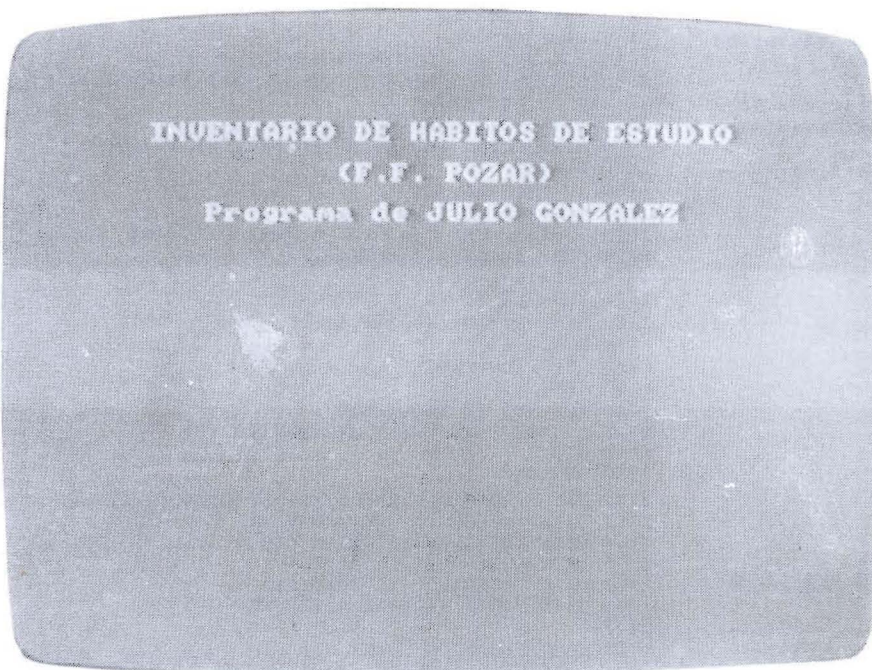 INVENTARIO DE HABITOS DE ESTUDIO
(F.F. POZAR)
Programa de JULIO GONZALEZ